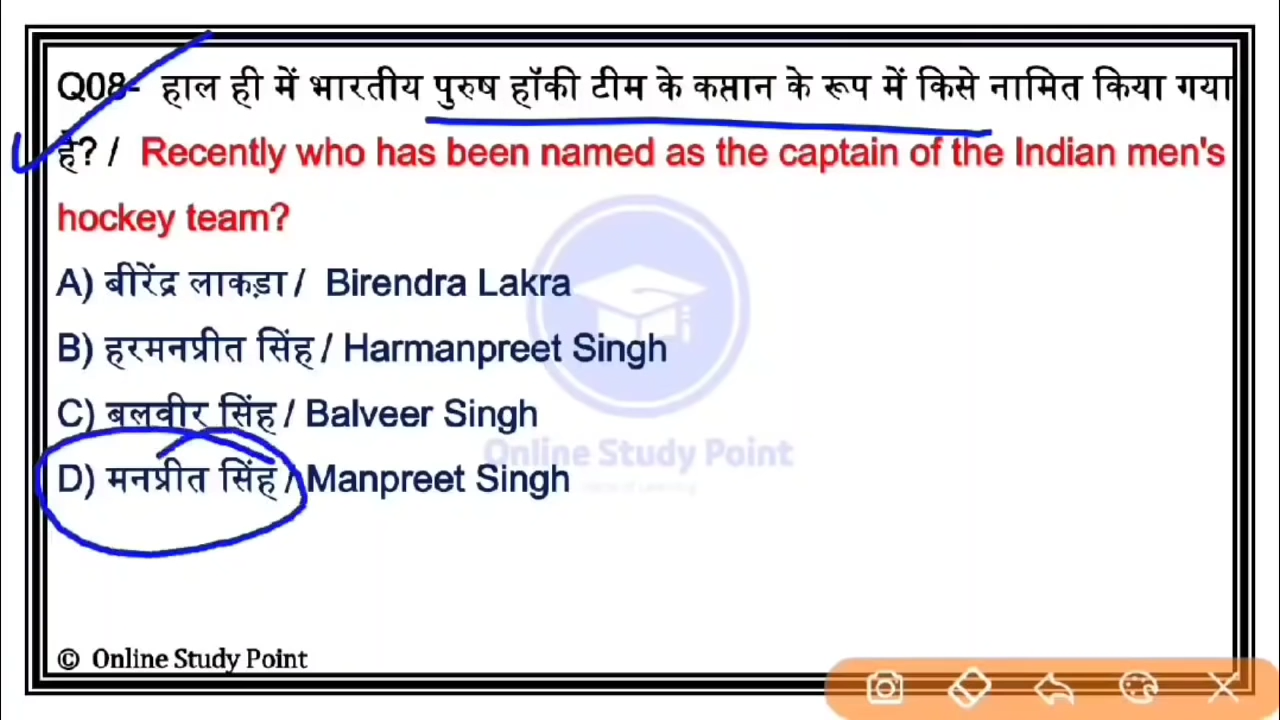 Q08- हाल ही में भारतीय पुरुष हॉकी टीम के कप्तान के रूप में किसे नामित किया गया
है? / Recently who has been named as the captain of the Indian men's
hockey team?
A) बीरेंद्र लाकड़ा / Birendra Lakra
B) हरमनप्रीत सिंह / Harmanpreet Singh
C) बलवीर सिंह / Balveer Singh
Online Study Point
D) मनप्रीत सिंह / Manpreet Singh
© Online Study Point